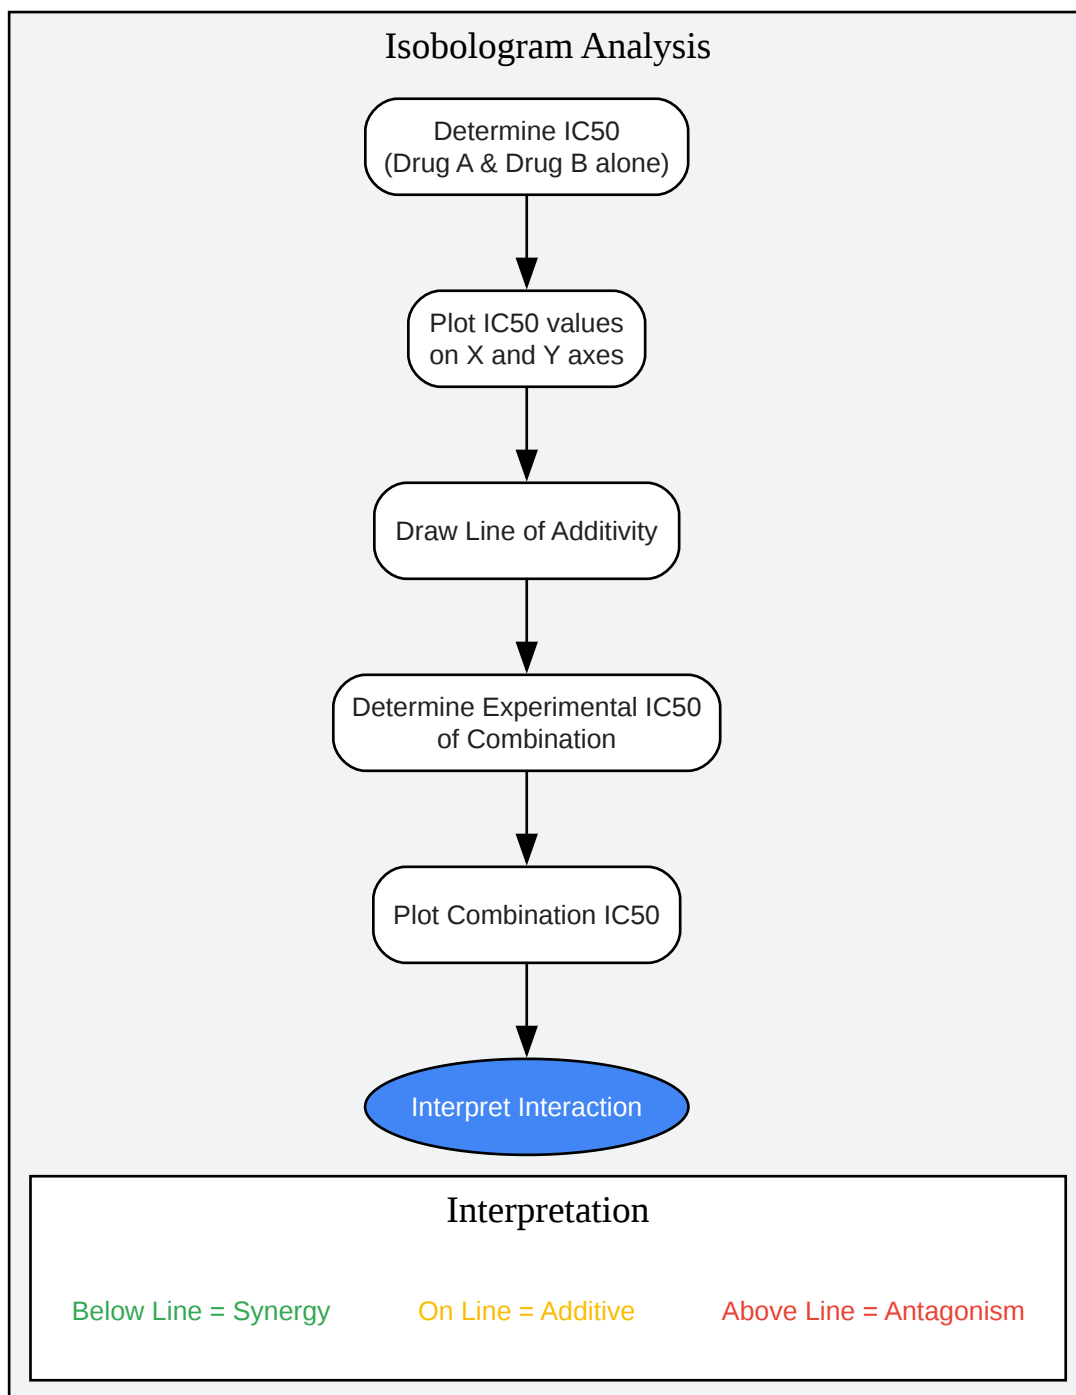 Isobologram Analysis
Determine IC50
(Drug A & Drug B alone)
Plot IC50 values
on X and Y axes
Draw Line of Additivity
Determine Experimental IC50
of Combination
Plot Combination IC50
Interpret Interaction
Interpretation
Below Line = Synergy
On Line = Additive
Above Line = Antagonism